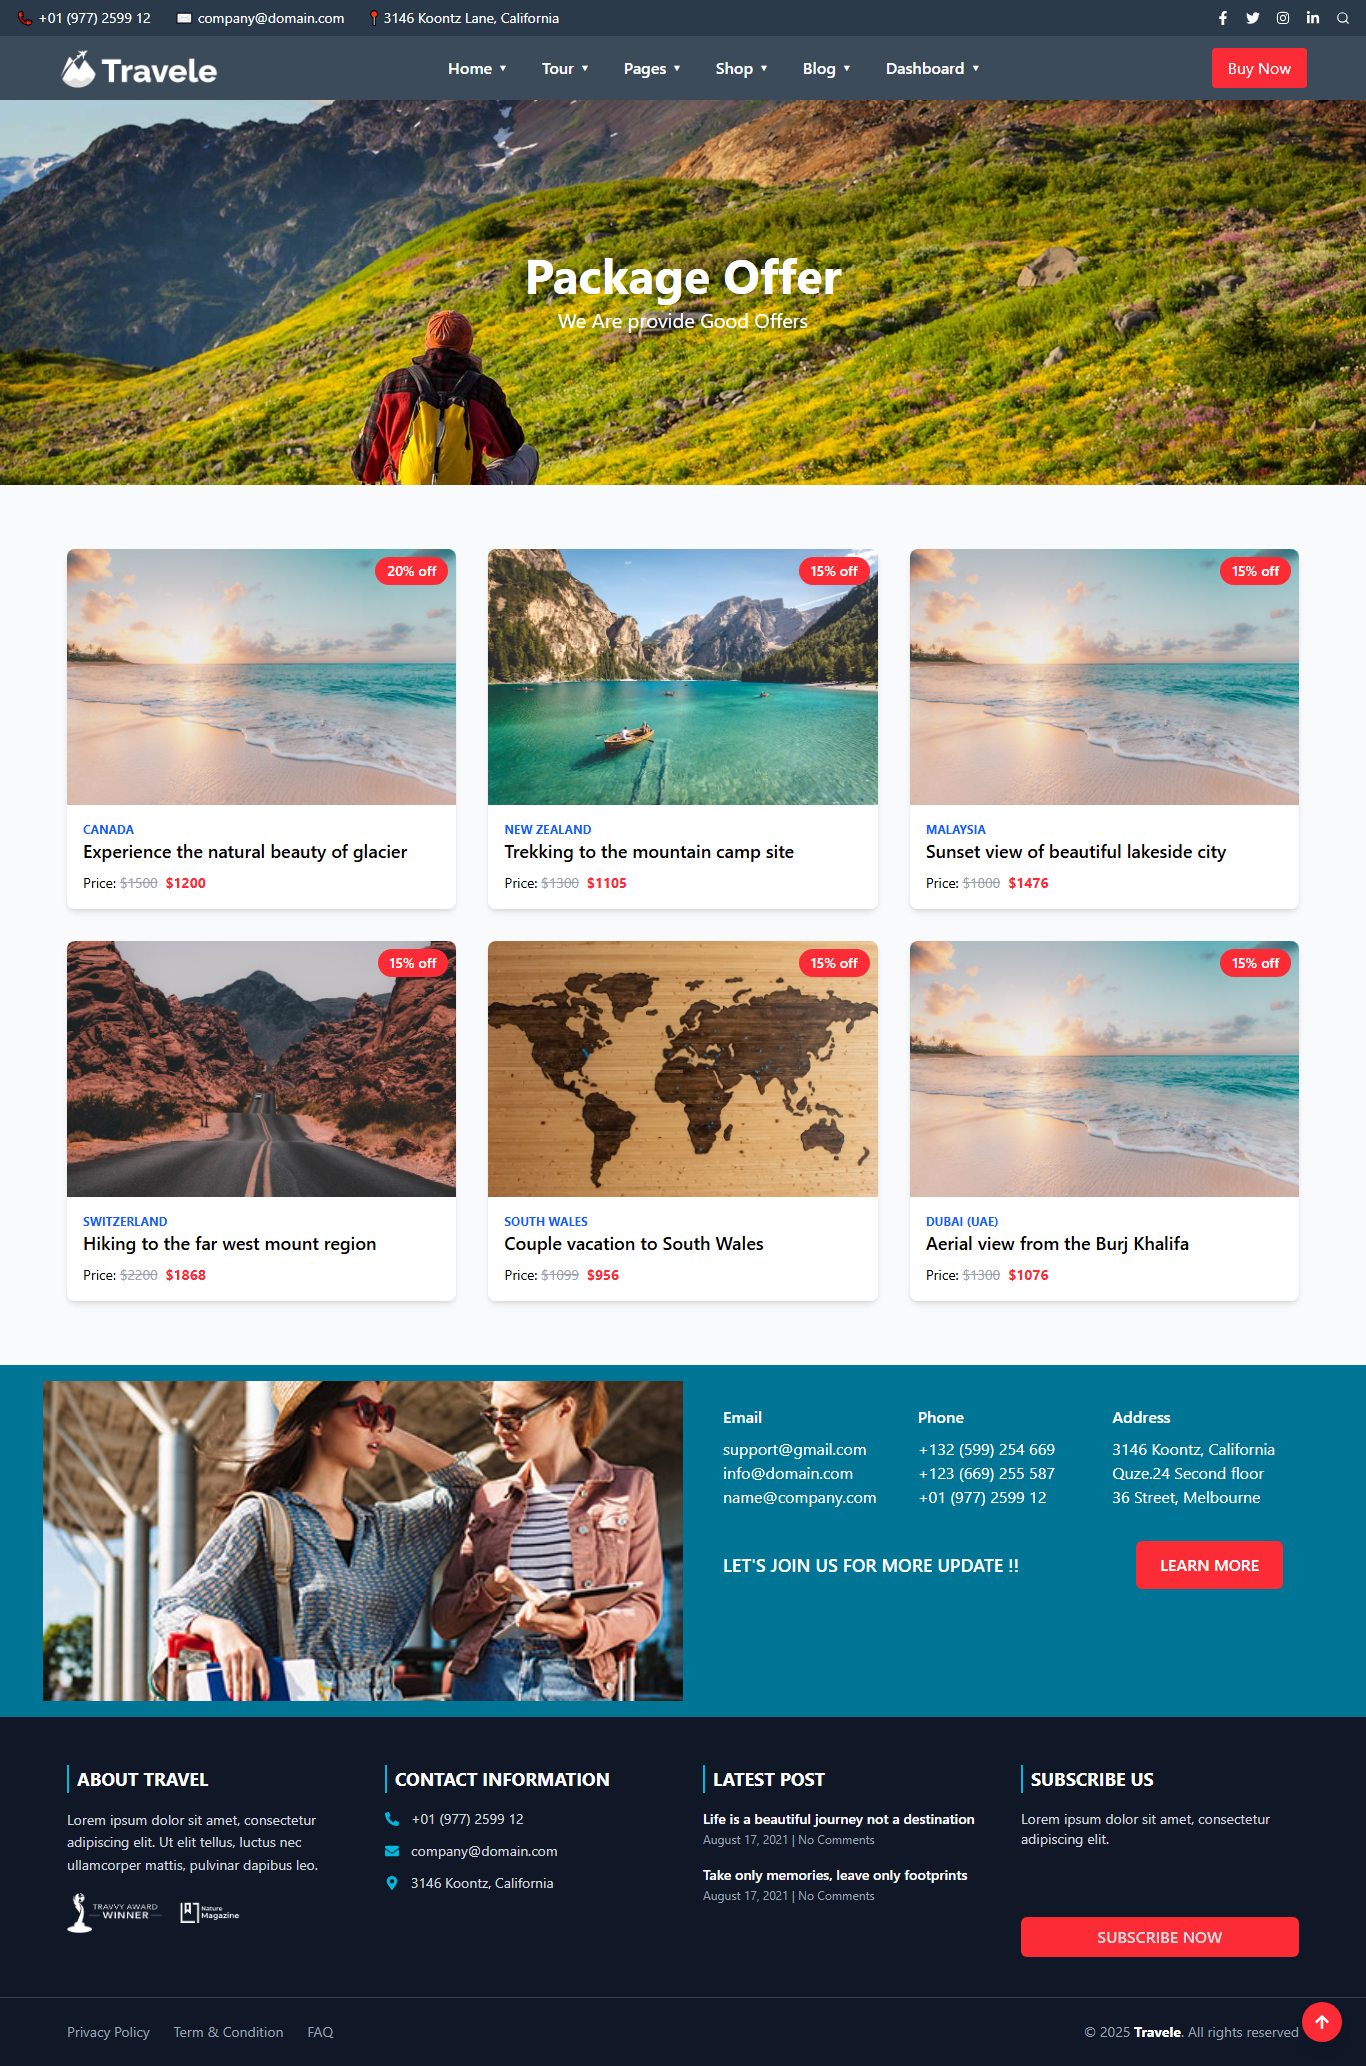 +01 (977) 2599 12
company@domain.com
3146 Koontz Lane, California
Travele
Home
Tour
Pages
Shop
Blog
Dashboard
Buy Now
Package Offer
We Are provide Good Offers
20% off
CANADA
Experience the natural beauty of glacier
Price: $1500 $1200
15% off
NEW ZEALAND
Trekking to the mountain camp site
Price: $1300 $1105
15% off
MALAYSIA
Sunset view of beautiful lakeside city
Price: $1800 $1476
15% off
SWITZERLAND
Hiking to the far west mount region
Price: $2200 $1868
15% off
SOUTH WALES
Couple vacation to South Wales
Price: $1099 $956
15% off
DUBAI (UAE)
Aerial view from the Burj Khalifa
Price: $1300 $1076
Email
support@gmail.com
info@domain.com
name@company.com
Phone
+132 (599) 254 669
+123 (669) 255 587
+01 (977) 2599 12
Address
3146 Koontz, California
Quze.24 Second floor
36 Street, Melbourne
LET'S JOIN US FOR MORE UPDATE !!
LEARN MORE
ABOUT TRAVEL
Lorem ipsum dolor sit amet, consectetur
adipiscing elit. Ut elit tellus, luctus nec
ullamcorper mattis, pulvinar dapibus leo.
TRAVVY AWARD
WINNER
Nature
Magazine
CONTACT INFORMATION
+01 (977) 2599 12
company@domain.com
3146 Koontz, California
LATEST POST
Life is a beautiful journey not a destination
August 17, 2021 | No Comments
Take only memories, leave only footprints
August 17, 2021 | No Comments
SUBSCRIBE US
Lorem ipsum dolor sit amet, consectetur
adipiscing elit.
SUBSCRIBE NOW
Privacy Policy
Term & Condition
FAQ
© 2025 Travele. All rights reserved